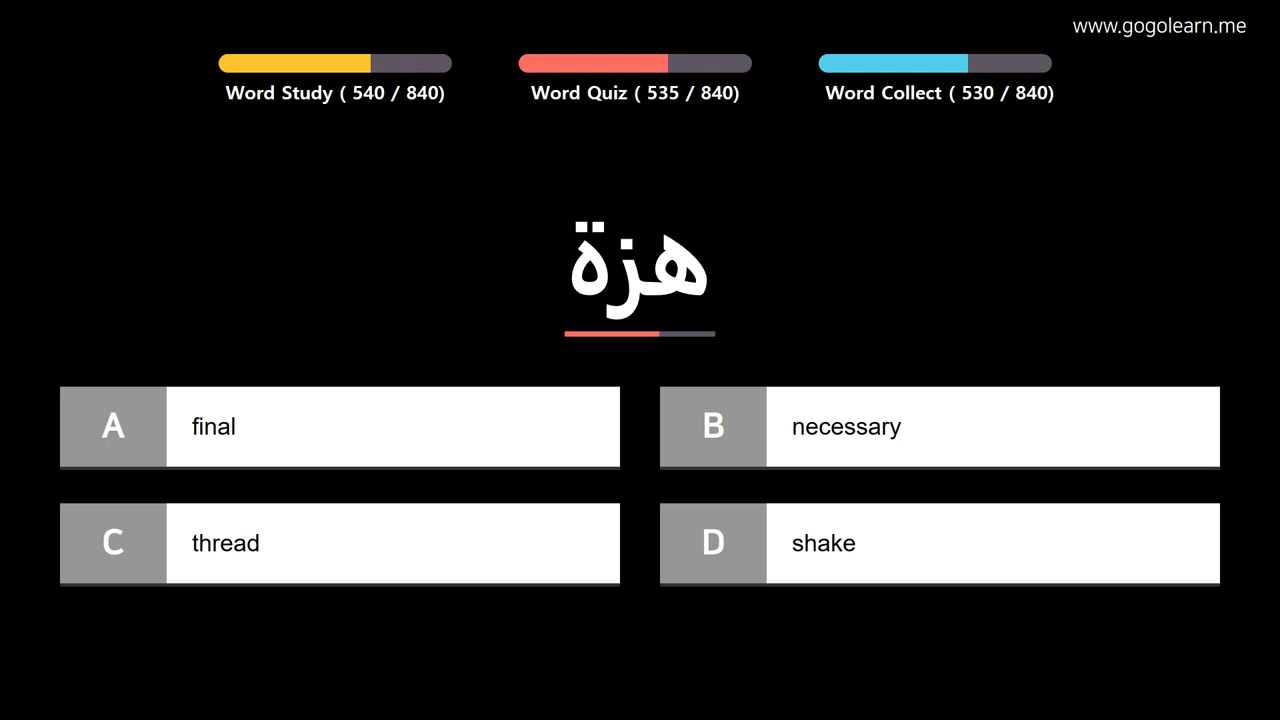 www.gogolearn.me
Word Study ( 540 / 840)
Word Quiz ( 535 / 840)
Word Collect ( 530 / 840)
هزة
A
final
B
necessary
C
thread
D
shake